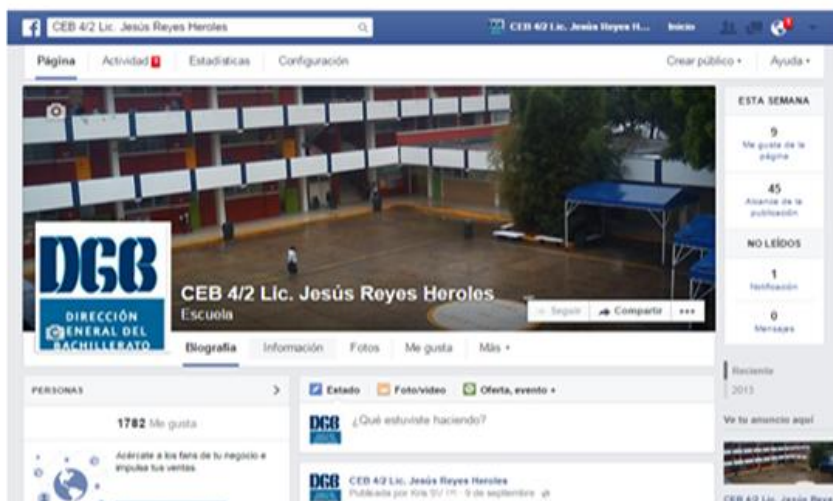 CEB 4/2 Lic. Jesús Reyes Heroles
CEB 4/2 Lic. Jesús Reyes H... Inicio
Página Actividad Estadísticas Configuración Crear público Ayuda
ESTA SEMANA
9
Me gusta de la
página
45
Alcance de la
publicación
NO LEÍDOS
1
Notificación
0
Mensajes
Reciente
2013
Ve tu anuncio aquí
DGB
DIRECCIÓN
GENERAL DEL
BACHILLERATO
CEB 4/2 Lic. Jesús Reyes Heroles
Escuela
Seguir Compartir ...
Biografía Información Fotos Me gusta Más
PERSONAS
1782 Me gusta
Acércate a los fans de tu negocio e
impulsa tus ventas.
Estado Foto/video Oferta, evento +
DGB ¿Qué estuviste haciendo?
DGB CEB 4/2 Lic. Jesús Reyes Heroles
Publicada por Kris 9 de septiembre